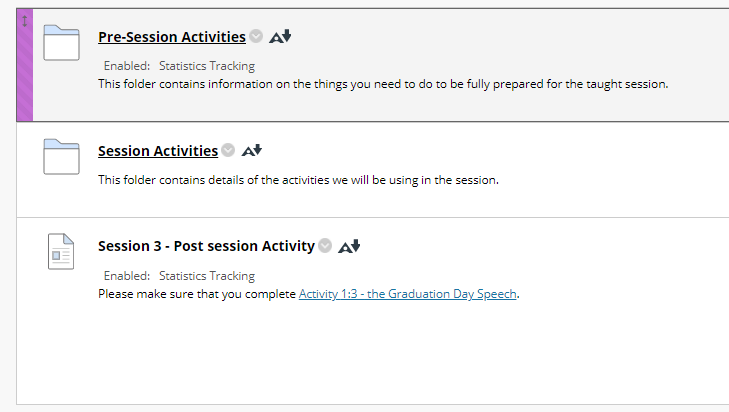 Pre-Session Activities
Enabled: Statistics Tracking
This folder contains information on the things you need to do to be fully prepared for the taught session.
Session Activities
This folder contains details of the activities we will be using in the session.
Session 3 - Post session Activity
Enabled: Statistics Tracking
Please make sure that you complete Activity 1:3 - the Graduation Day Speech.